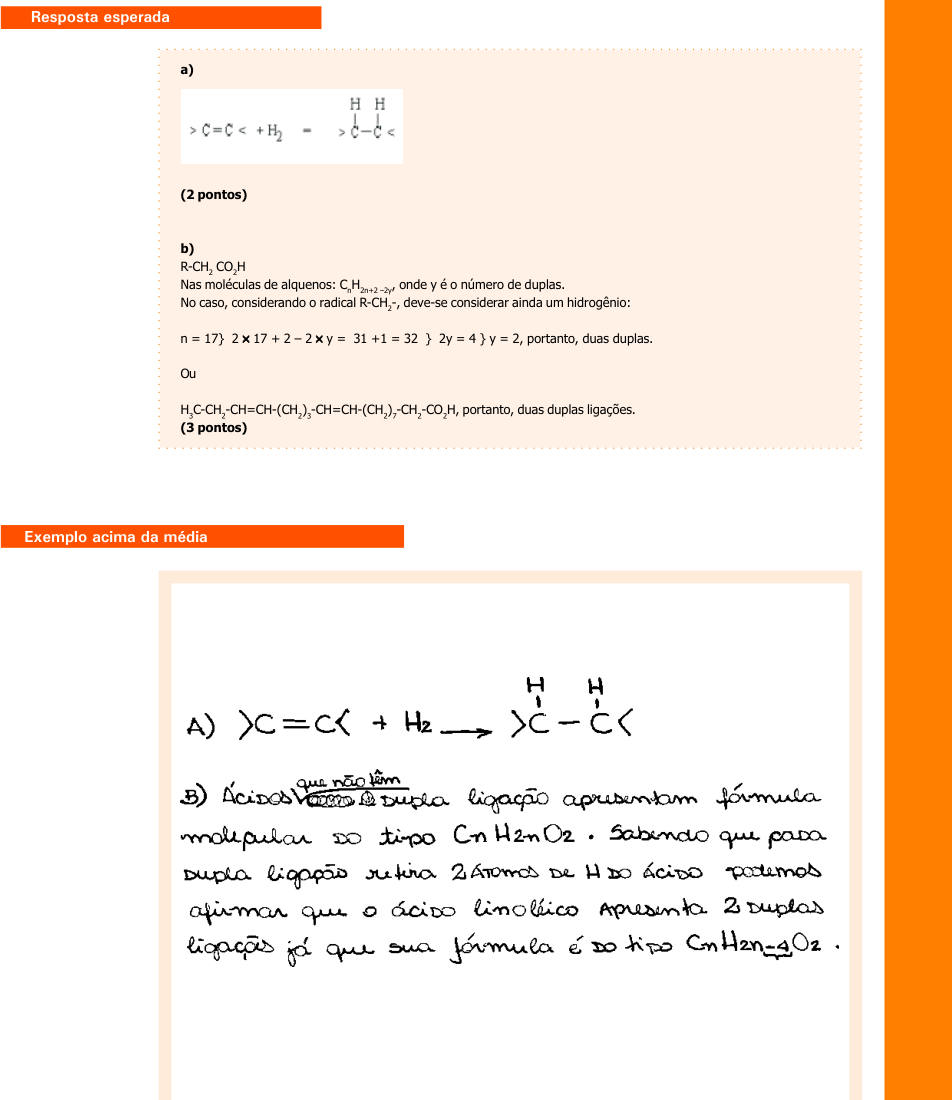 Resposta esperada
a)
H H
| |
> C = C < + H2 = > C – C <
(2 pontos)
b)
R-CH2 CO2H
Nas moléculas de alquenos: CnH2n+2 –2y, onde y é o número de duplas.
No caso, considerando o radical R-CH2-, deve-se considerar ainda um hidrogênio:
n = 17} 2 x 17 + 2 – 2 x y = 31 +1 = 32 } 2y = 4 } y = 2, portanto, duas duplas.
Ou
H3C-CH2-CH=CH-(CH2)3-CH=CH-(CH2)7-CH2-CO2H, portanto, duas duplas ligações.
(3 pontos)
Exemplo acima da média
H H
A) >C=C< + H2 → >C – C<
que não têm
B) Ácidos dupla ligação apresentam fórmula
molecular do tipo CnH2nO2. Sabendo que cada
dupla ligação retira 2 átomos de H do ácido podemos
afirmar que o ácido linoléico apresenta 2 duplas
ligações já que sua fórmula é do tipo CnH2n-4O2.